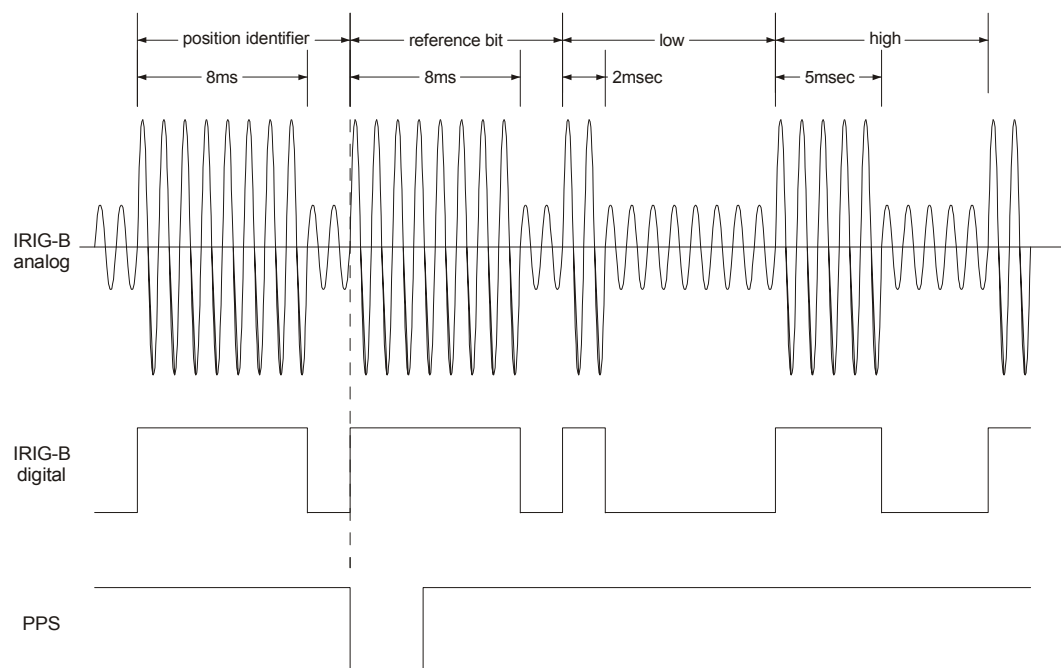 position identifier
reference bit
low
high
8ms
8ms
2msec
5msec
IRIG-B
analog
IRIG-B
digital
PPS